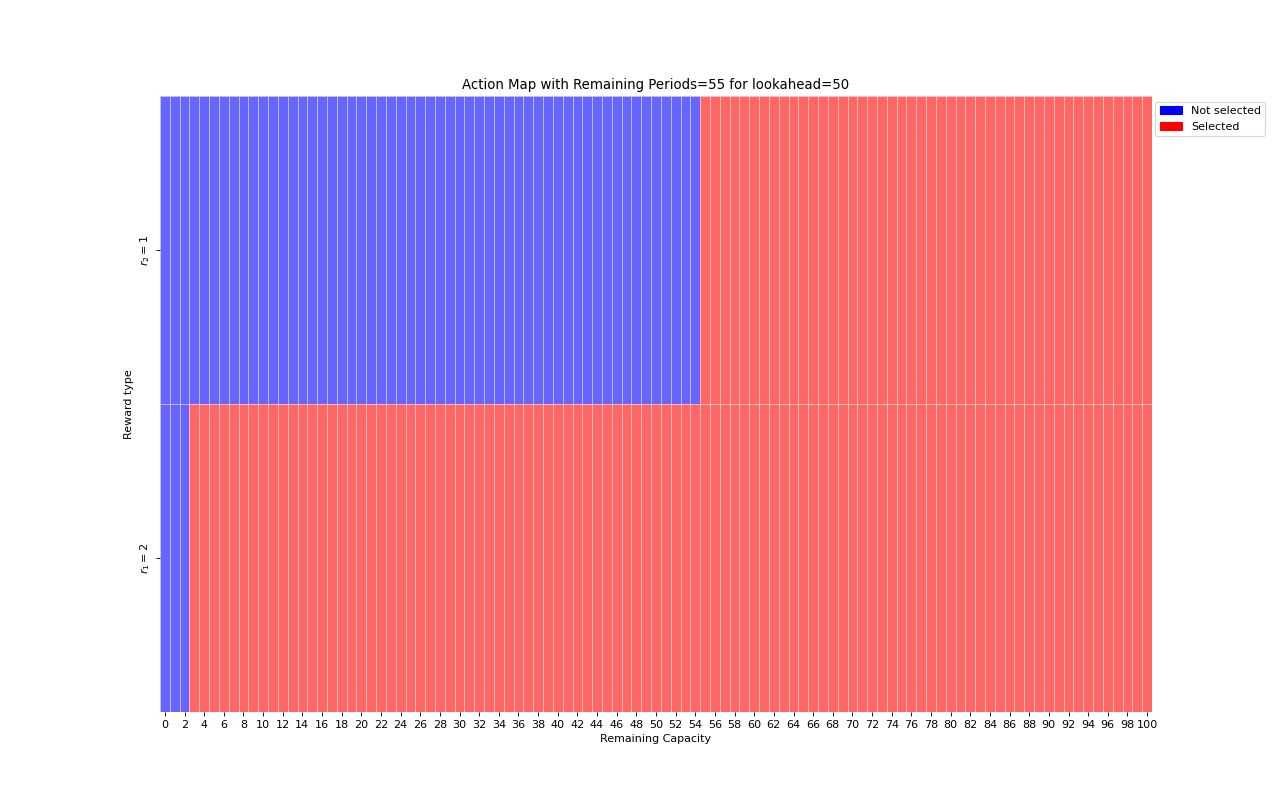 Action Map with Remaining Periods=55 for lookahead=50
Not selected
Selected
r₂ = 1
Reward type
r₁ = 2
0 2 4 6 8 10 12 14 16 18 20 22 24 26 28 30 32 34 36 38 40 42 44 46 48 50 52 54 56 58 60 62 64 66 68 70 72 74 76 78 80 82 84 86 88 90 92 94 96 98 100
Remaining Capacity